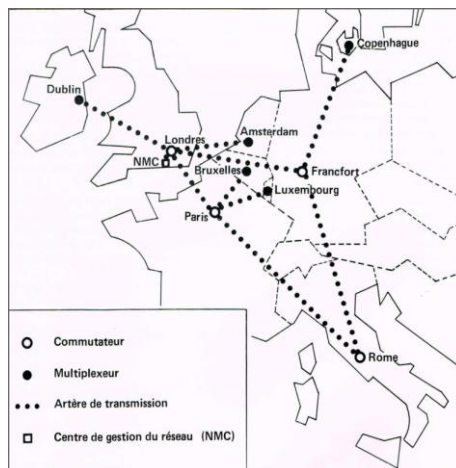 Copenhague
Dublin
Londres
Amsterdam
NMC
Bruxelles
Francfort
Luxembourg
Paris
Rome
Commutateur
Multiplexeur
Artère de transmission
Centre de gestion du réseau (NMC)